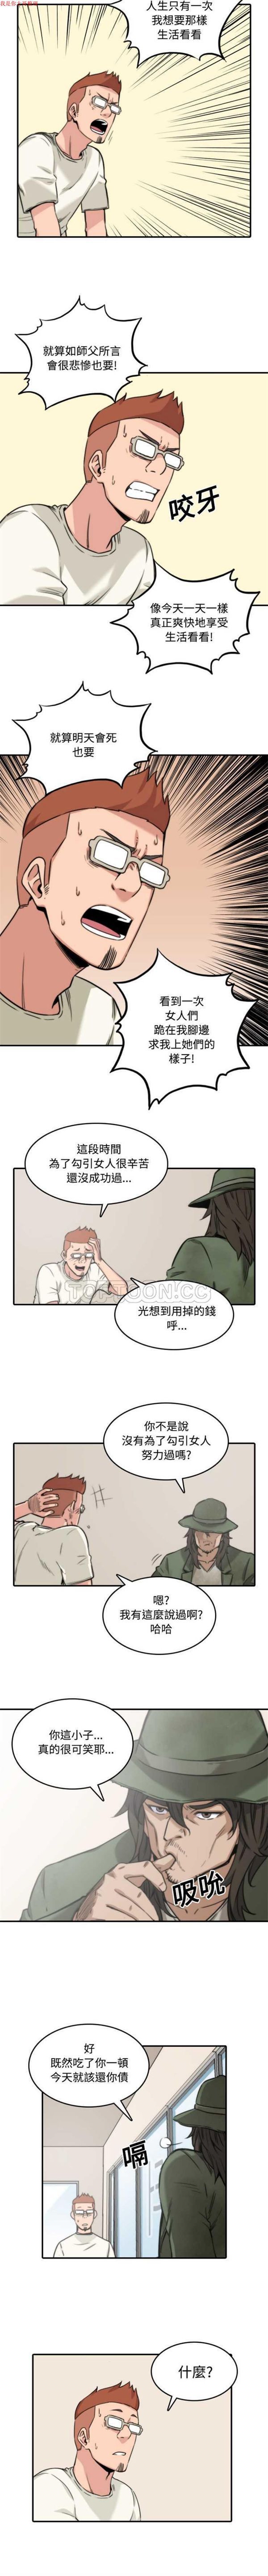 人生只有一次
我想要那樣
生活看看
就算如師父所言
會很悲慘也要!
咬牙
像今天一天一樣
真正爽快地享受
生活看看!
就算明天會死
也要
看到一次
女人們
跪在我腳邊
求我上她們的
樣子!
這段時間
為了勾引女人很辛苦
還沒成功過...
TOPTOON.CC
光想到用掉的錢
呼...
你不是說
沒有為了勾引女人
努力過嗎?
嗯?
我有這麼說過啊?
哈哈
你這小子...
真的很可笑耶...
吸吮
好
既然吃了你一頓
今天就該還你債
嗝
什麼?